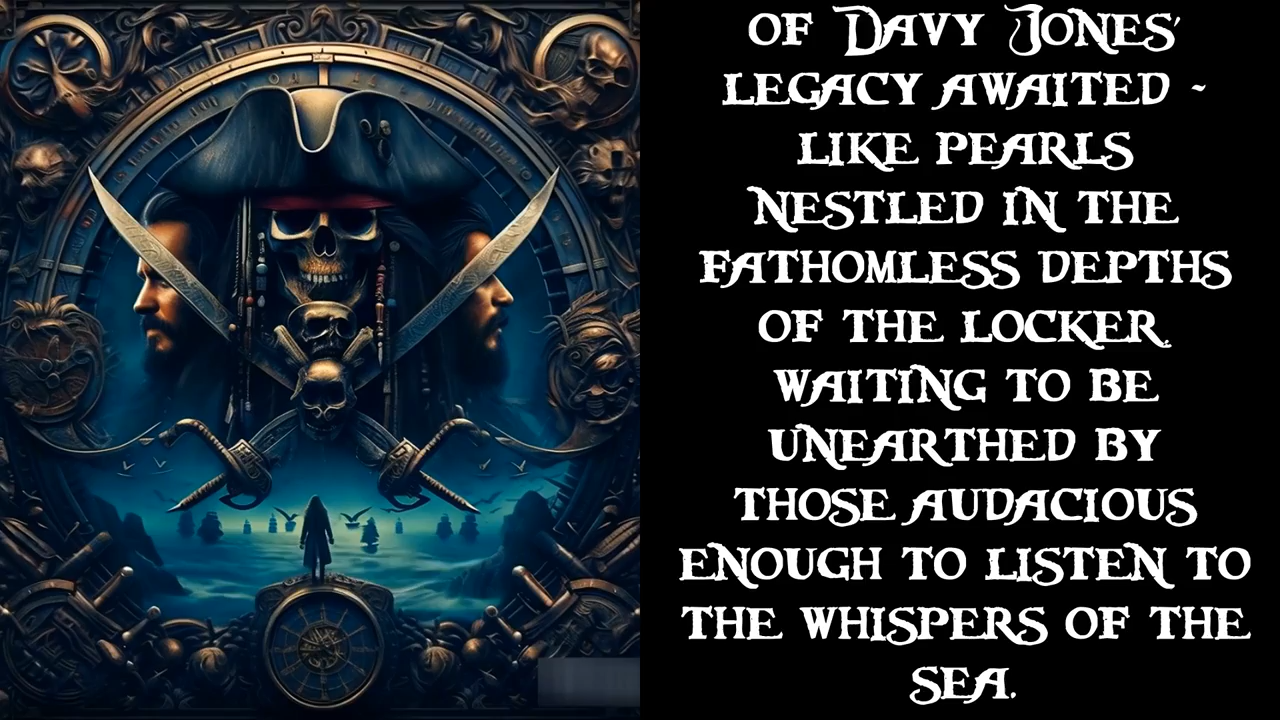 OF DAVY JONES'
LEGACY AWAITED -
LIKE PEARLS
NESTLED IN THE
FATHOMLESS DEPTHS
OF THE LOCKER,
WAITING TO BE
UNEARTHED BY
THOSE AUDACIOUS
ENOUGH TO LISTEN TO
THE WHISPERS OF THE
SEA.